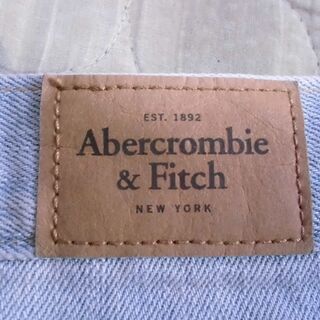 EST. 1892
Abercrombie
& Fitch
NEW YORK